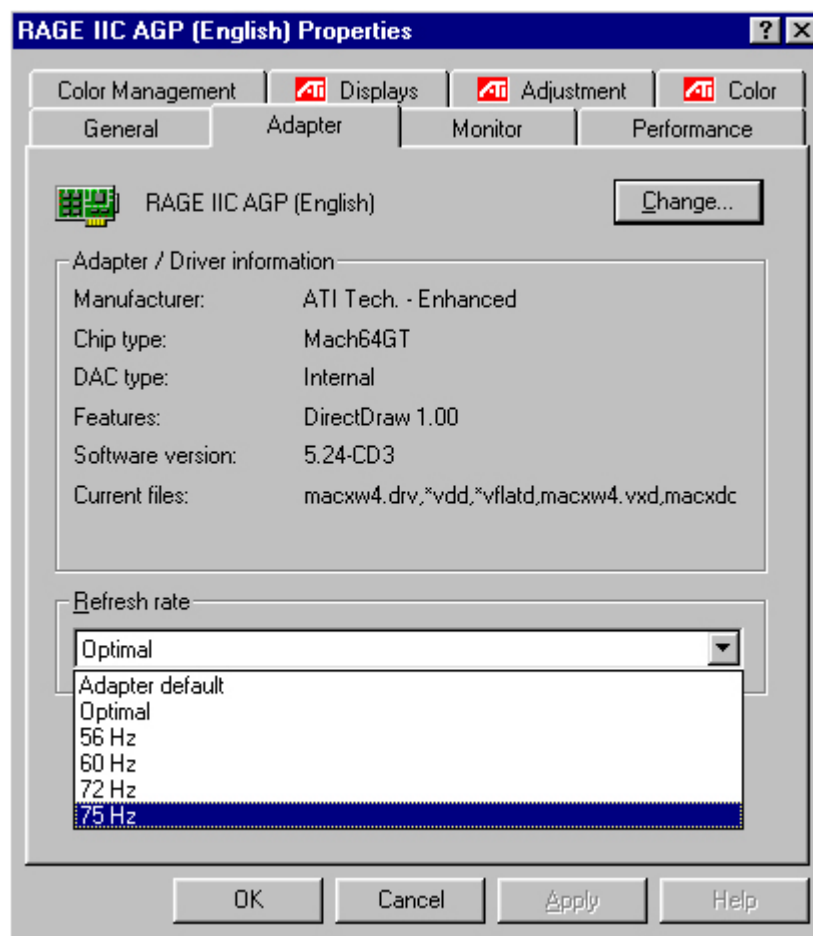 RAGE IIC AGP (English) Properties
Color Management ATI Displays ATI Adjustment ATI Color
General Adapter Monitor Performance
RAGE IIC AGP (English) Change...
Adapter / Driver information
Manufacturer: ATI Tech. - Enhanced
Chip type: Mach64GT
DAC type: Internal
Features: DirectDraw 1.00
Software version: 5.24-CD3
Current files: macxw4.drv,*vdd,*vflatd,macxw4.vxd,macxdc
Refresh rate
Optimal
Adapter default
Optimal
56 Hz
60 Hz
72 Hz
75 Hz
OK Cancel Apply Help